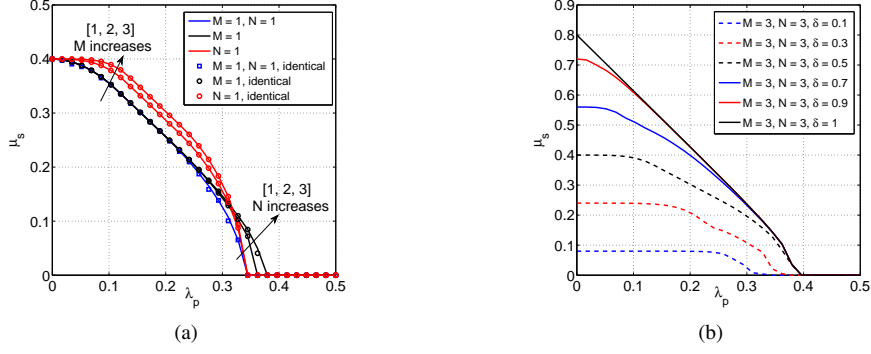 [1, 2, 3]
M increases
M = 1, N = 1
M = 1
N = 1
M = 1, N = 1, identical
M = 1, identical
N = 1, identical
[1, 2, 3]
N increases
0.5
0.4
0.3
0.2
0.1
0
μs
0 0.1 0.2 0.3 0.4 0.5
λp
(a)
M = 3, N = 3, δ = 0.1
M = 3, N = 3, δ = 0.3
M = 3, N = 3, δ = 0.5
M = 3, N = 3, δ = 0.7
M = 3, N = 3, δ = 0.9
M = 3, N = 3, δ = 1
0.9
0.8
0.7
0.6
0.5
0.4
0.3
0.2
0.1
0
μs
0 0.1 0.2 0.3 0.4 0.5
λp
(b)